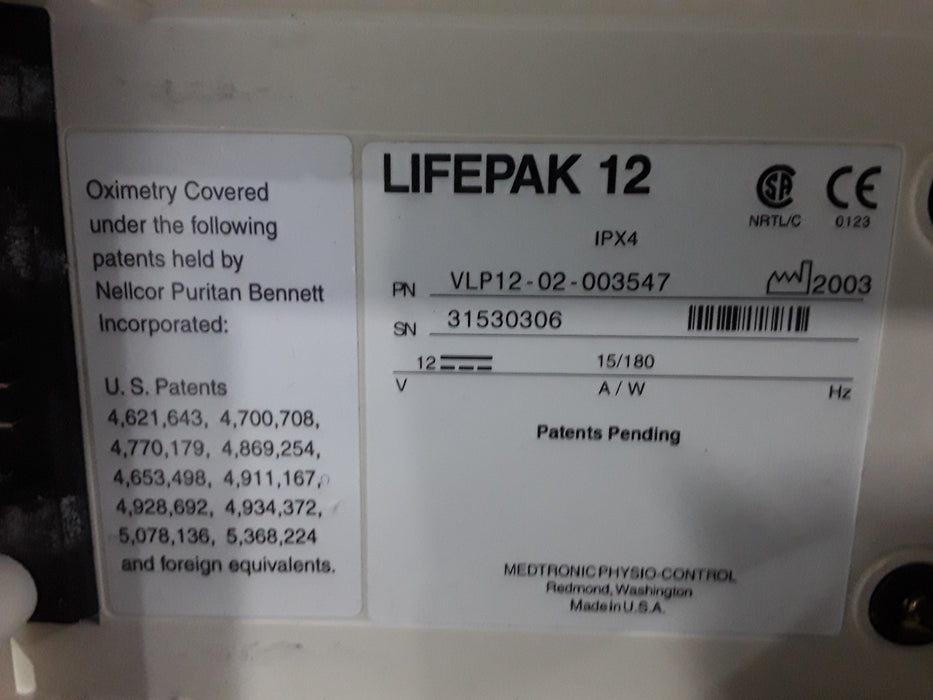 Oximetry Covered
under the following
patents held by
Nellcor Puritan Bennett
Incorporated:
U. S. Patents
4,621,643, 4,700,708,
4,770,179, 4,869,254,
4,653,498, 4,911,167,
4,928,692, 4,934,372,
5,078,136, 5,368,224
and foreign equivalents.
LIFEPAK 12
SA
NRTL/C
CE
0123
IPX4
PN VLP12-02-003547
2003
SN 31530306
12 15/180
V A / W Hz
Patents Pending
MEDTRONIC PHYSIO-CONTROL
Redmond, Washington
Made in U.S.A.